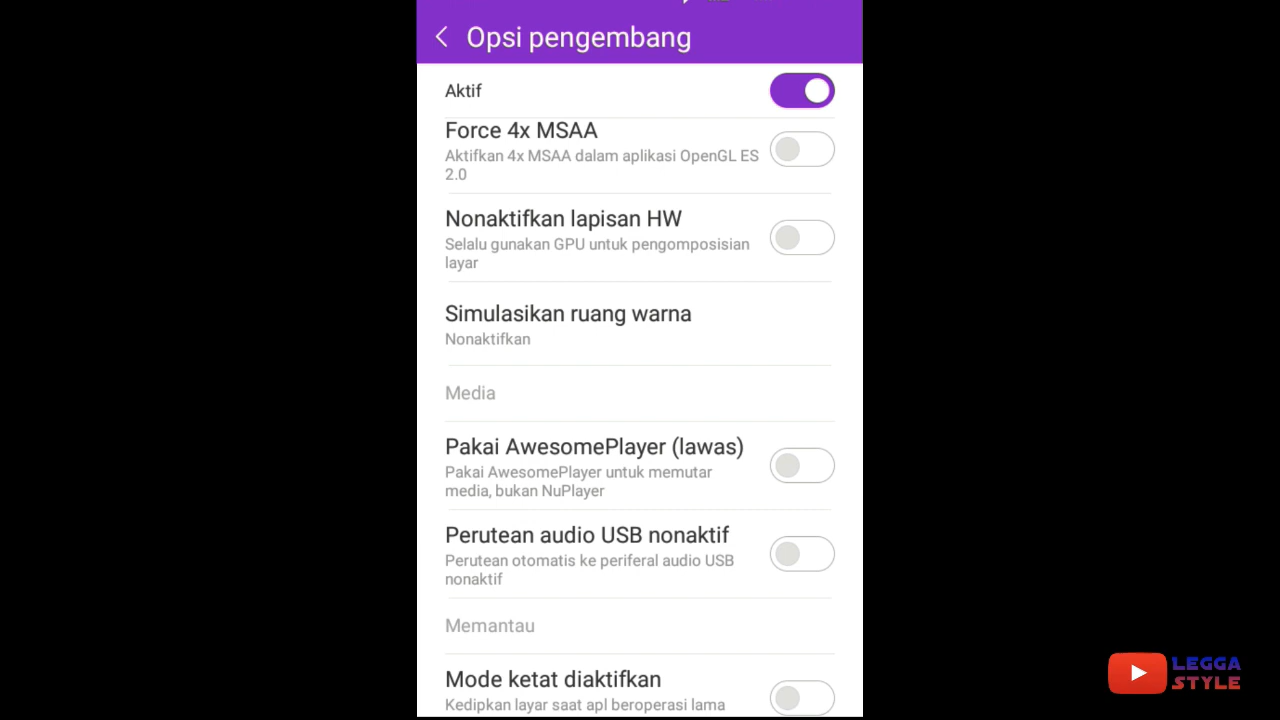 Opsi pengembang
Aktif
Force 4x MSAA
Aktifkan 4x MSAA dalam aplikasi OpenGL ES
2.0
Nonaktifkan lapisan HW
Selalu gunakan GPU untuk pengomposisian
layar
Simulasikan ruang warna
Nonaktifkan
Media
Pakai AwesomePlayer (lawas)
Pakai AwesomePlayer untuk memutar
media, bukan NuPlayer
Perutean audio USB nonaktif
Perutean otomatis ke periferal audio USB
nonaktif
Memantau
Mode ketat diaktifkan
Kedipkan layar saat apl beroperasi lama
LEGGA
STYLE